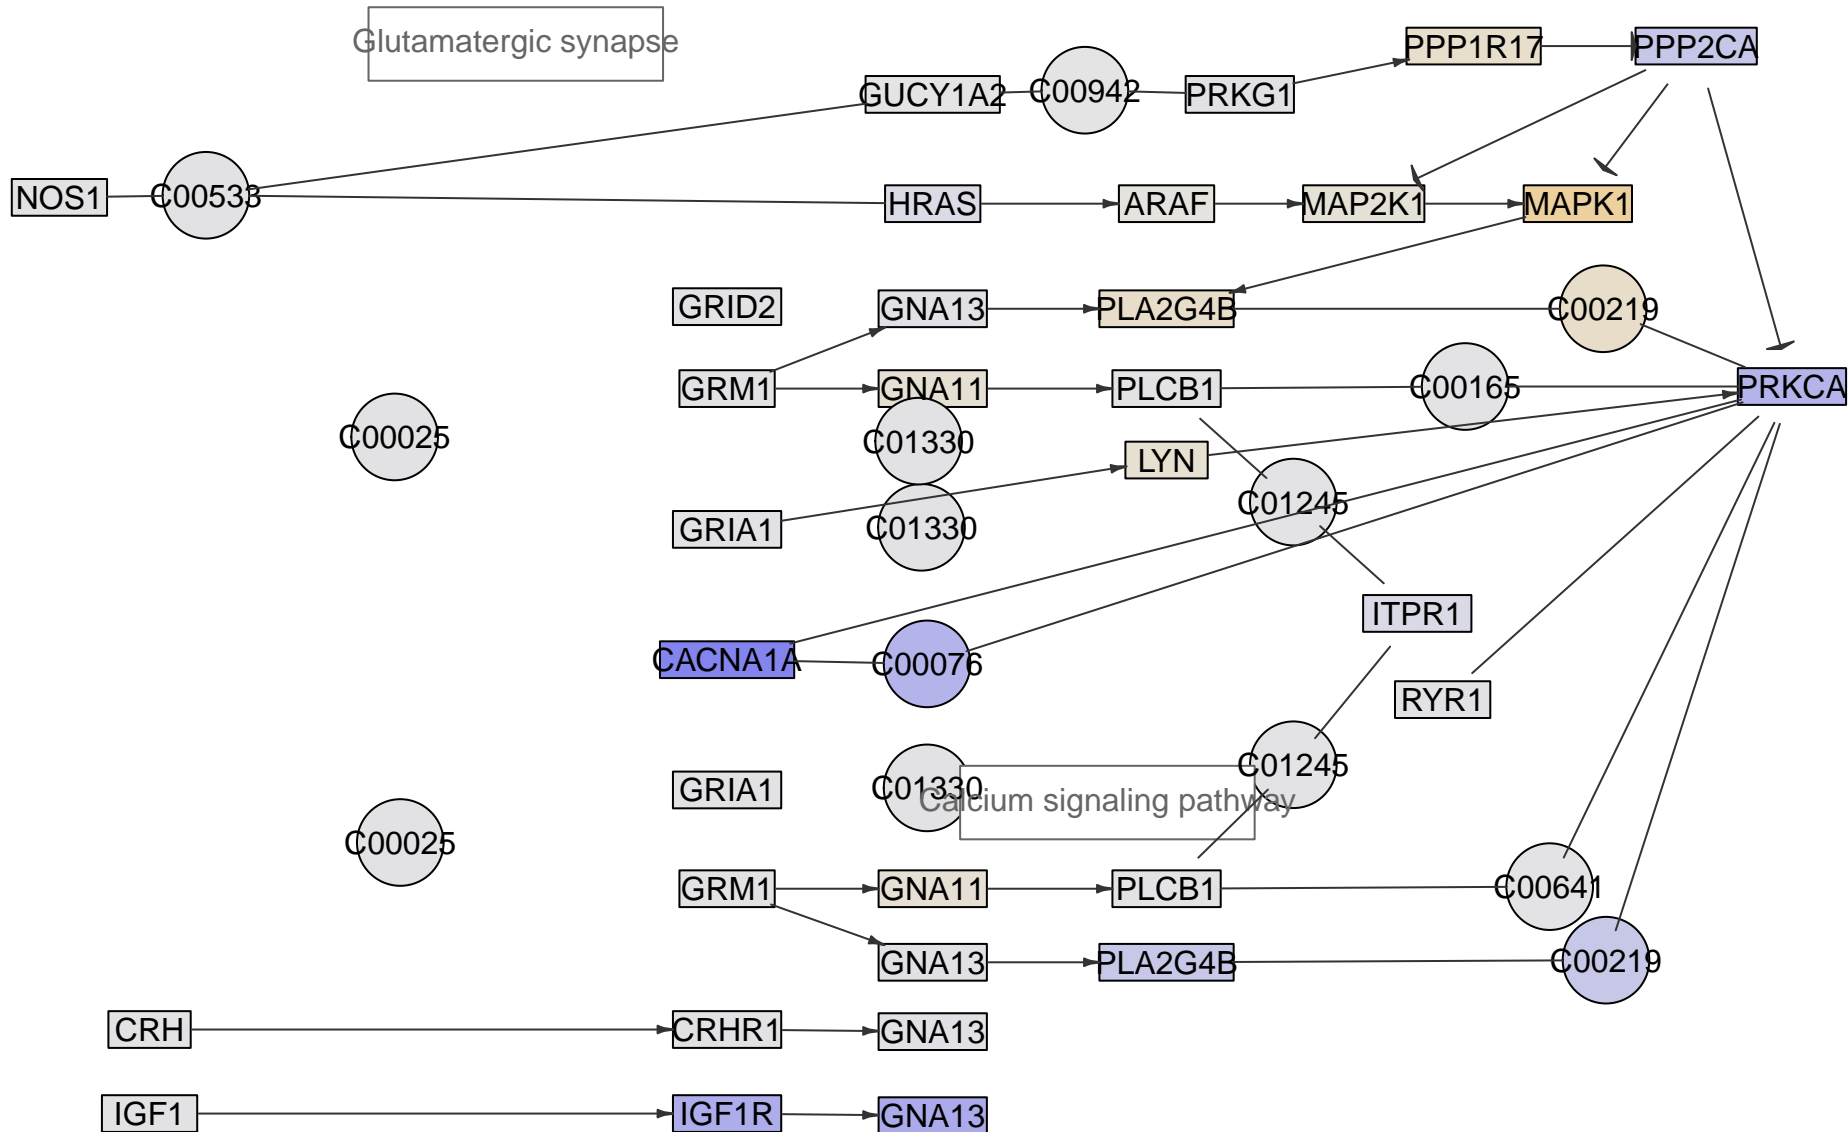 Glutamatergic synapse
PPP1R17
PPP2CA
GUCY1A2
C00942
PRKG1
NOS1
C00533
HRAS
ARAF
MAP2K1
MAPK1
GRID2
GNA13
PLA2G4B
C00219
GRM1
GNA11
PLCB1
C00165
PRKCA
C00025
C01330
LYN
GRIA1
C01330
C01245
ITPR1
CACNA1A
C00076
RYR1
GRIA1
C01330
C01245
Calcium signaling pathway
C00025
GRM1
GNA11
PLCB1
C00641
GNA13
PLA2G4B
C00219
CRH
CRHR1
GNA13
IGF1
IGF1R
GNA13